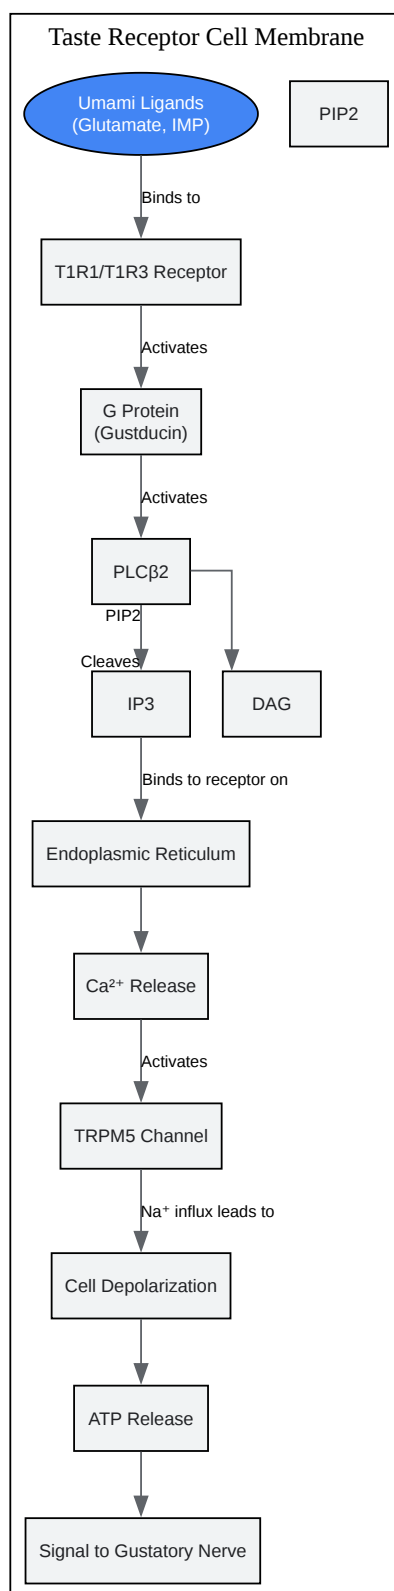 Taste Receptor Cell Membrane
Umami Ligands
(Glutamate, IMP)
PIP2
Binds to
T1R1/T1R3 Receptor
Activates
G Protein
(Gustducin)
Activates
PLCβ2
PIP2
Cleaves
IP3
DAG
Binds to receptor on
Endoplasmic Reticulum
Ca²⁺ Release
Activates
TRPM5 Channel
Na⁺ influx leads to
Cell Depolarization
ATP Release
Signal to Gustatory Nerve